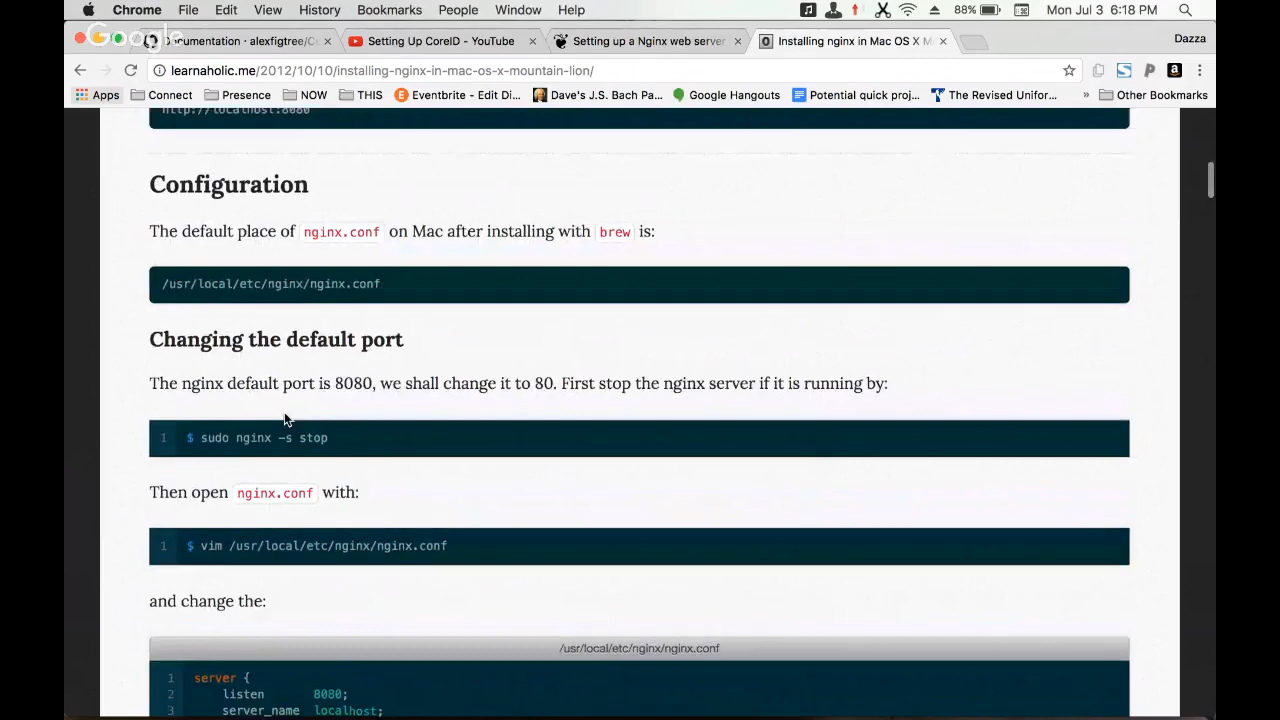 Chrome File Edit View History Bookmarks People Window Help 88% Mon Jul 3 6:18 PM
Google
ocumentation - alexfigtree/C Setting Up CoreID - YouTube Setting up a Nginx web server Installing nginx in Mac OS X M Dazza
learnaholic.me/2012/10/10/installing-nginx-in-mac-os-x-mountain-lion/
Apps Connect Presence NOW THIS Eventbrite - Edit Di... Dave's J.S. Bach Pa... Google Hangouts Potential quick proj... The Revised Unifor... » Other Bookmarks
http://localhost:8080
Configuration
The default place of nginx.conf on Mac after installing with brew is:
/usr/local/etc/nginx/nginx.conf
Changing the default port
The nginx default port is 8080, we shall change it to 80. First stop the nginx server if it is running by:
1 $ sudo nginx -s stop
Then open nginx.conf with:
1 $ vim /usr/local/etc/nginx/nginx.conf
and change the:
/usr/local/etc/nginx/nginx.conf
1 server {
2 listen 8080;
3 server_name localhost;